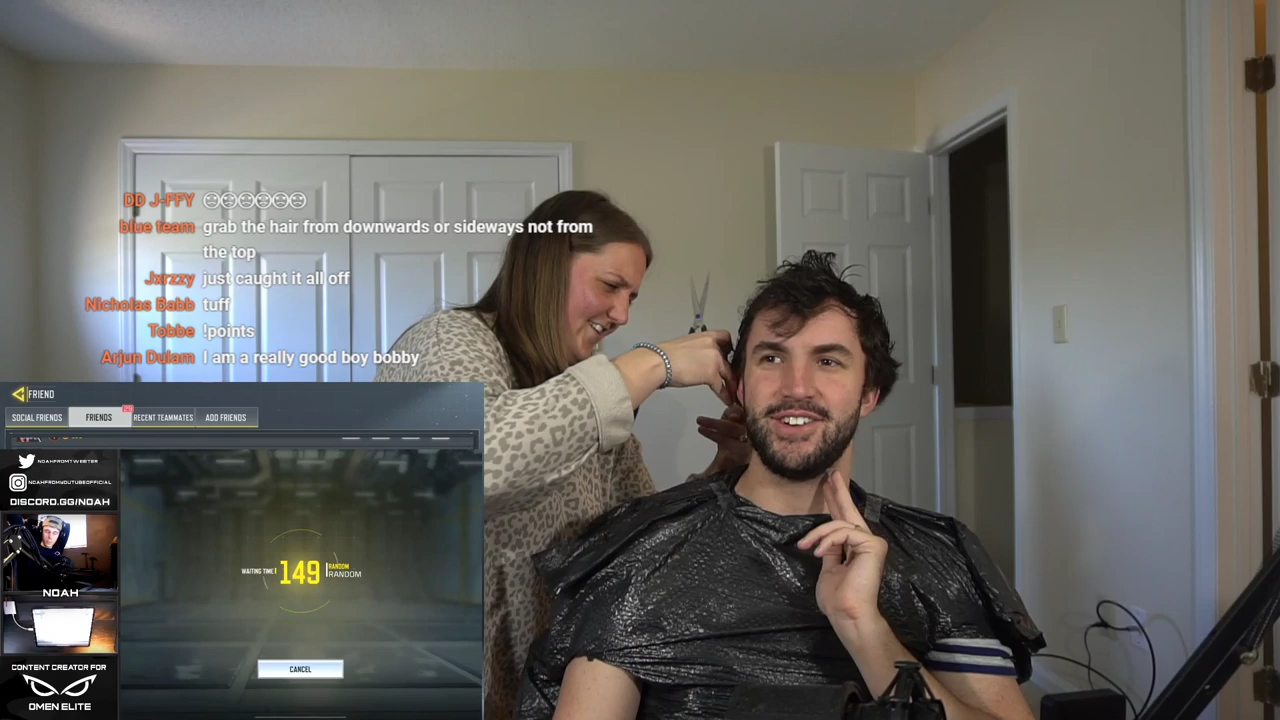 DD J-FFY
blue team grab the hair from downwards or sideways not from
the top
Jxrzzy just caught it all off
Nicholas Babb tuff
Tobbe !points
Arjun Dulam I am a really good boy bobby
FRIEND
SOCIAL FRIENDS FRIENDS RECENT TEAMMATES ADD FRIENDS
NOAHFROMTWEETER
NOAHFROMYOUTUBEOFFICIAL
DISCORD.GG/NOAH
NOAH
WAITING TIME 149 RANDOM
RANDOM
CANCEL
CONTENT CREATOR FOR
OMEN ELITE